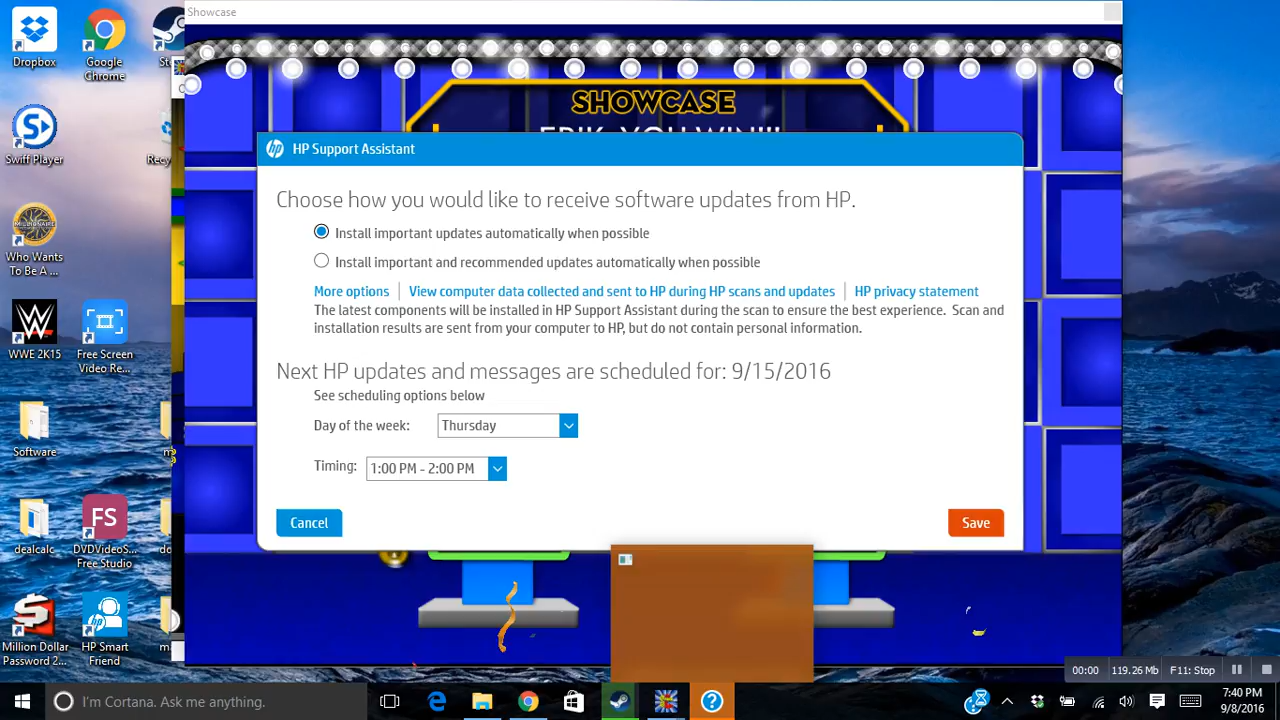 Showcase
Dropbox
Google
Chrome
St
Swiff Player
Recy
Who Wants
To Be A ...
WWE 2K15
Free Screen
Video Re...
Software
dealcalc
FS
DVDVideoS...
Free Studio
Million Dollar
Password 2...
HP Smart
Friend
SHOWCASE
ERIK, YOU WIN!!!
HP Support Assistant
Choose how you would like to receive software updates from HP.
Install important updates automatically when possible
Install important and recommended updates automatically when possible
More options
View computer data collected and sent to HP during HP scans and updates
HP privacy statement
The latest components will be installed in HP Support Assistant during the scan to ensure the best experience. Scan and
installation results are sent from your computer to HP, but do not contain personal information.
Next HP updates and messages are scheduled for: 9/15/2016
See scheduling options below
Day of the week: Thursday
Timing: 1:00 PM - 2:00 PM
Cancel
Save
00:00
119.26 Mb
F11: Stop
I'm Cortana. Ask me anything.
7:40 PM
9/8/2016